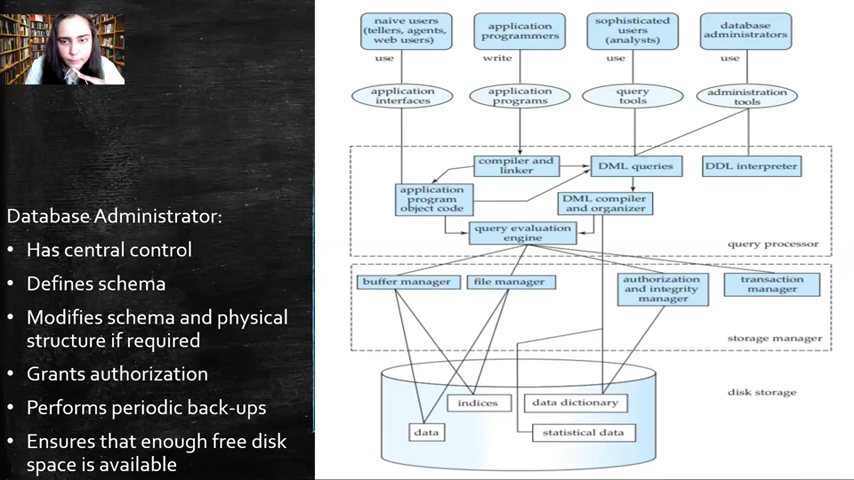 Database Administrator:
• Has central control
• Defines schema
• Modifies schema and physical
structure if required
• Grants authorization
• Performs periodic back-ups
• Ensures that enough free disk
space is available
naive users
(tellers, agents,
web users)
application
programmers
sophisticated
users
(analysts)
database
administrators
use
write
use
use
application
interfaces
application
programs
query
tools
administration
tools
compiler and
linker
DML queries
DDL interpreter
application
program
object code
DML compiler
and organizer
query evaluation
engine
query processor
buffer manager
file manager
authorization
and integrity
manager
transaction
manager
storage manager
disk storage
indices
data dictionary
data
statistical data